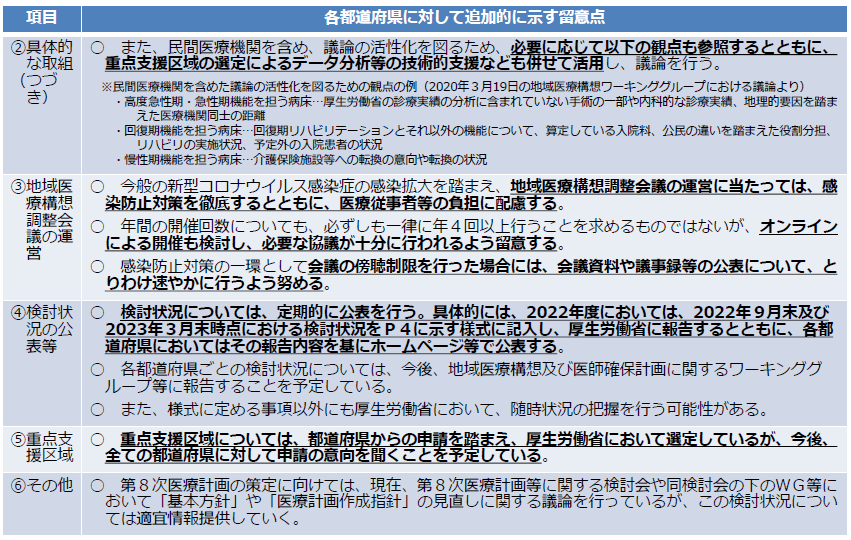 項目
各都道府県に対して追加的に示す留意点
②具体的
な取組
(つづ
き)
○　また、民間医療機関を含め、議論の活性化を図るため、必要に応じて以下の観点も参照するとともに、
重点支援区域の選定によるデータ分析等の技術的支援なども併せて活用し、議論を行う。
※民間医療機関を含めた議論の活性化を図るための観点の例（2020年３月19日の地域医療構想ワーキンググループにおける議論より）
・高度急性期・急性期機能を担う病床…厚生労働省の診療実績の分析に含まれていない手術の一部や内科的な診療実績、地理的要因を踏ま
えた医療機関同士の距離
・回復期機能を担う病床…回復期リハビリテーションとそれ以外の機能について、算定している入院料、公民の違いを踏まえた役割分担、
リハビリの実施状況、予定外の入院患者の状況
・慢性期機能を担う病床…介護保険施設等への転換の意向や転換の状況
③地域医
療構想
調整会
議の運
営
○　今般の新型コロナウイルス感染症の感染拡大を踏まえ、地域医療構想調整会議の運営に当たっては、感
染防止対策を徹底するとともに、医療従事者等の負担に配慮する。
○　年間の開催回数についても、必ずしも一律に年４回以上行うことを求めるものではないが、オンライン
による開催も検討し、必要な協議が十分に行われるよう留意する。
○　感染防止対策の一環として会議の傍聴制限を行った場合には、会議資料や議事録等の公表について、と
りわけ速やかに行うよう努める。
④検討状
況の公
表等
○　検討状況については、定期的に公表を行う。具体的には、2022年度においては、2022年９月末及び
2023年３月末時点における検討状況をＰ４に示す様式に記入し、厚生労働省に報告するとともに、各都
道府県においてはその報告内容を基にホームページ等で公表する。
○　各都道府県ごとの検討状況については、今後、地域医療構想及び医師確保計画に関するワーキンググ
ループ等に報告することを予定している。
○　また、様式に定める事項以外にも厚生労働省において、随時状況の把握を行う可能性がある。
⑤重点支
援区域
○　重点支援区域については、都道府県からの申請を踏まえ、厚生労働省において選定しているが、今後、
全ての都道府県に対して申請の意向を聞くことを予定している。
⑥その他
○　第８次医療計画の策定に向けては、現在、第８次医療計画等に関する検討会や同検討会の下のＷＧ等に
おいて「基本方針」や「医療計画作成指針」の見直しに関する議論を行っているが、この検討状況につい
ては適宜情報提供していく。